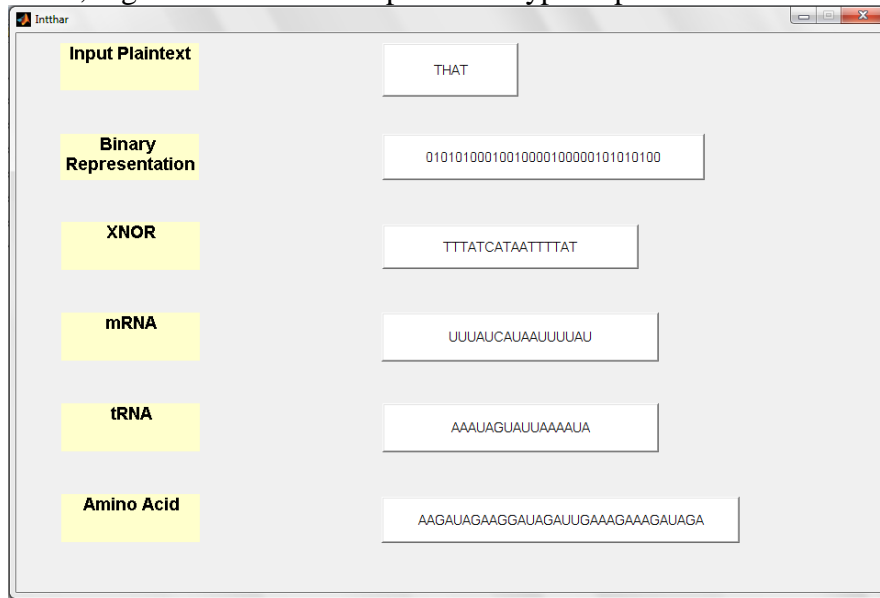 Intthar
Input Plaintext
THAT
Binary
Representation
01010100010010000100000101010100
XNOR
TTTATCATAATTTTAT
mRNA
UUUAUCAUAAUUUUAU
tRNA
AAAUAGUAUUAAAAUA
Amino Acid
AAGAUAGAAGGAUAGAUUGAAAGAAAGAUAGA